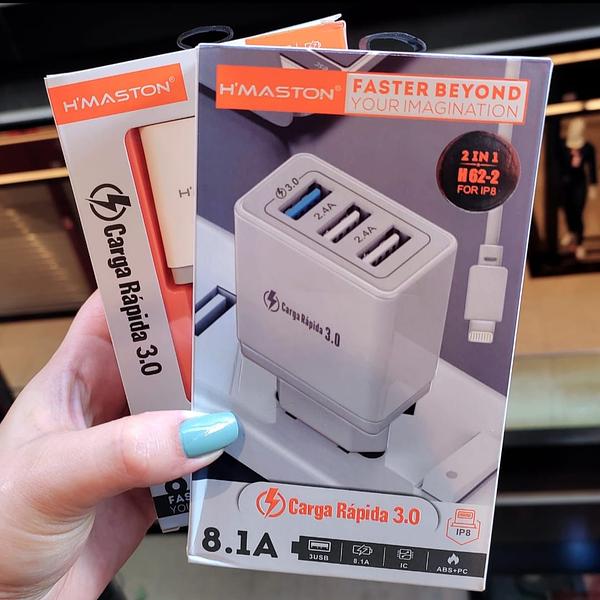 H'MASTON®
Carga Rápida 3.0
FAS
YOU
H'MASTON®
FASTER BEYOND
YOUR IMAGINATION
2 IN 1
H62-2
FOR IP8
3.0
2.4A
2.4A
Carga Rápida 3.0
Carga Rápida 3.0
IP8
8.1A
3USB
8.1A
IC
ABS+PC